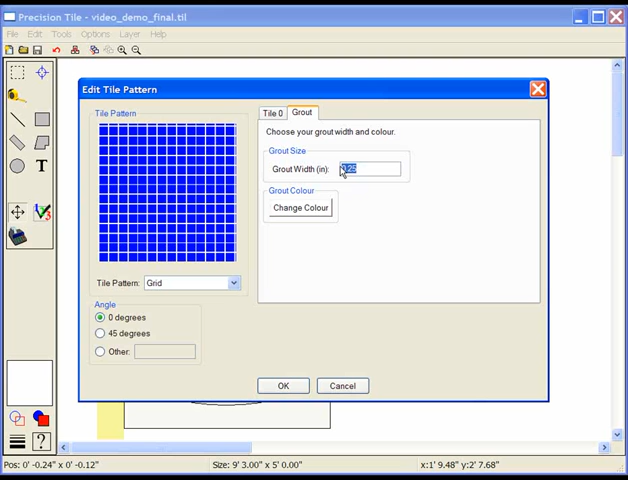 Precision Tile - video_demo_final.til
File Edit Tools Options Layer Help
Edit Tile Pattern
Tile Pattern
Tile 0 Grout
Choose your grout width and colour.
Grout Size
Grout Width (in):
Grout Colour
Change Colour
Tile Pattern: Grid
Angle
0 degrees
45 degrees
Other:
OK Cancel
T
?
Pos: 0' -0.24" x 0' -0.12" Size: 9' 3.00" x 5' 0.00" x:1' 9.48" y:2' 7.68"